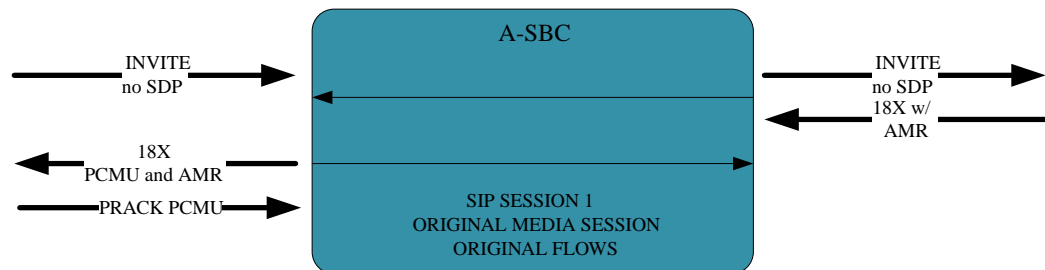 A-SBC
INVITE
no SDP
INVITE
no SDP
18X w/
AMR
18X
PCMU and AMR
PRACK PCMU
SIP SESSION 1
ORIGINAL MEDIA SESSION
ORIGINAL FLOWS